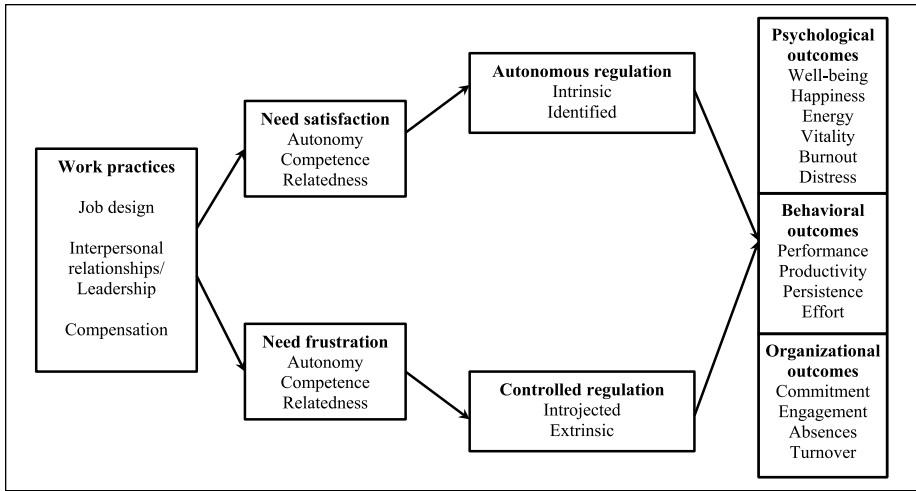 Work practices
Job design
Interpersonal
relationships/
Leadership
Compensation
Need satisfaction
Autonomy
Competence
Relatedness
Need frustration
Autonomy
Competence
Relatedness
Autonomous regulation
Intrinsic
Identified
Controlled regulation
Introjected
Extrinsic
Psychological
outcomes
Well-being
Happiness
Energy
Vitality
Burnout
Distress
Behavioral
outcomes
Performance
Productivity
Persistence
Effort
Organizational
outcomes
Commitment
Engagement
Absences
Turnover